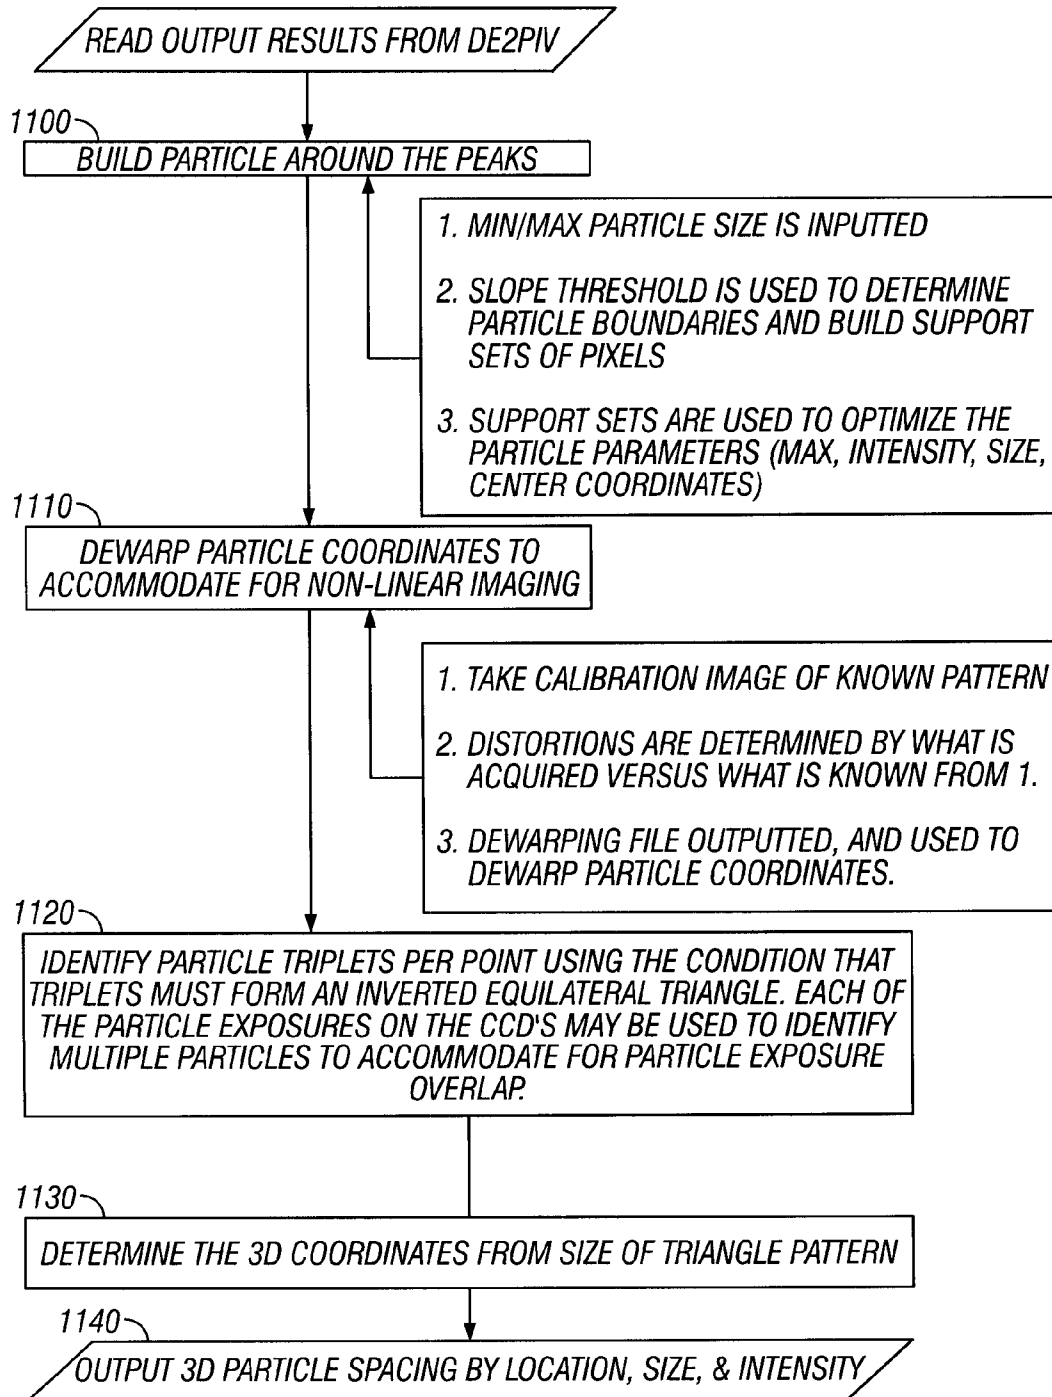 READ OUTPUT RESULTS FROM DE2PIV
1100
BUILD PARTICLE AROUND THE PEAKS
1. MIN/MAX PARTICLE SIZE IS INPUTTED
2. SLOPE THRESHOLD IS USED TO DETERMINE
PARTICLE BOUNDARIES AND BUILD SUPPORT
SETS OF PIXELS
3. SUPPORT SETS ARE USED TO OPTIMIZE THE
PARTICLE PARAMETERS (MAX, INTENSITY, SIZE,
CENTER COORDINATES)
1110
DEWARP PARTICLE COORDINATES TO
ACCOMMODATE FOR NON-LINEAR IMAGING
1. TAKE CALIBRATION IMAGE OF KNOWN PATTERN
2. DISTORTIONS ARE DETERMINED BY WHAT IS
ACQUIRED VERSUS WHAT IS KNOWN FROM 1.
3. DEWARPING FILE OUTPUTTED, AND USED TO
DEWARP PARTICLE COORDINATES.
1120
IDENTIFY PARTICLE TRIPLETS PER POINT USING THE CONDITION THAT
TRIPLETS MUST FORM AN INVERTED EQUILATERAL TRIANGLE. EACH OF
THE PARTICLE EXPOSURES ON THE CCD'S MAY BE USED TO IDENTIFY
MULTIPLE PARTICLES TO ACCOMMODATE FOR PARTICLE EXPOSURE
OVERLAP.
1130
DETERMINE THE 3D COORDINATES FROM SIZE OF TRIANGLE PATTERN
1140
OUTPUT 3D PARTICLE SPACING BY LOCATION, SIZE, & INTENSITY